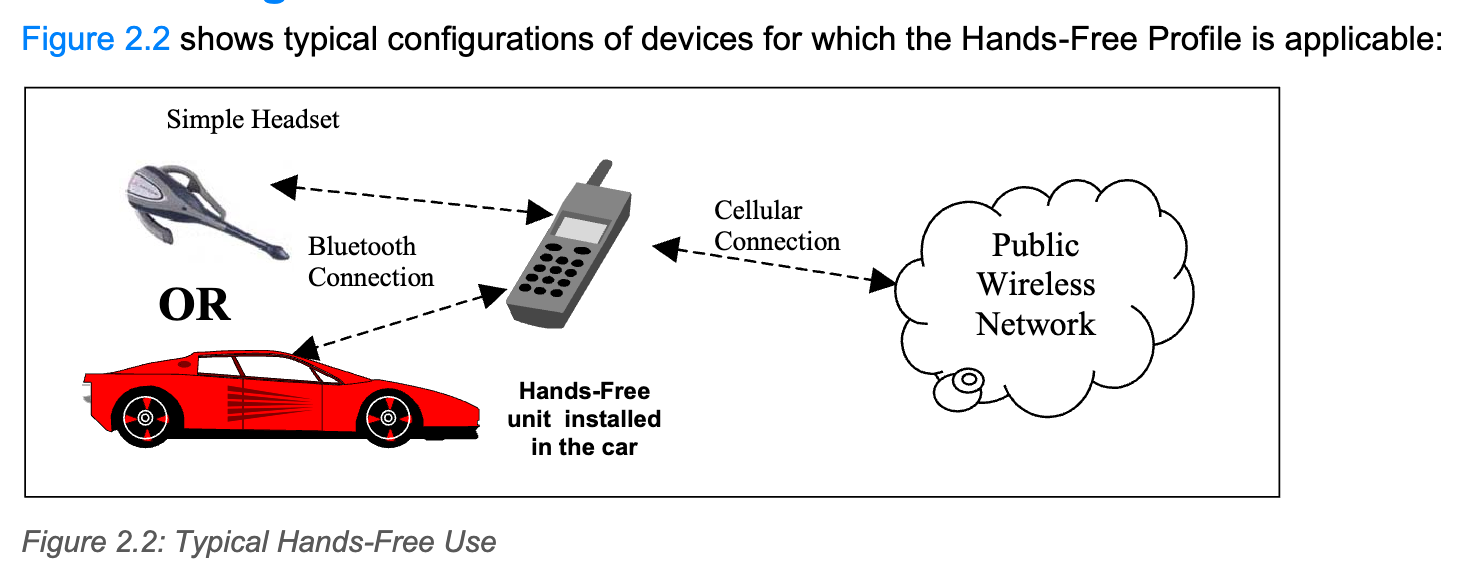 Figure 2.2 shows typical configurations of devices for which the Hands-Free Profile is applicable:
Simple Headset
Bluetooth
Connection
OR
Cellular
Connection
Public
Wireless
Network
Hands-Free
unit installed
in the car
Figure 2.2: Typical Hands-Free Use